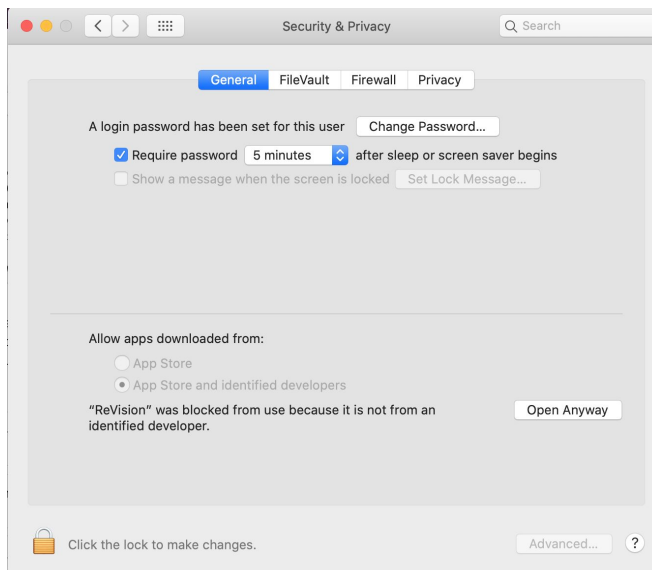 Security & Privacy
Search
General FileVault Firewall Privacy
A login password has been set for this user Change Password...
Require password 5 minutes after sleep or screen saver begins
Show a message when the screen is locked Set Lock Message...
Allow apps downloaded from:
App Store
App Store and identified developers
“ReVision” was blocked from use because it is not from an
identified developer.
Open Anyway
Click the lock to make changes.
Advanced... ?